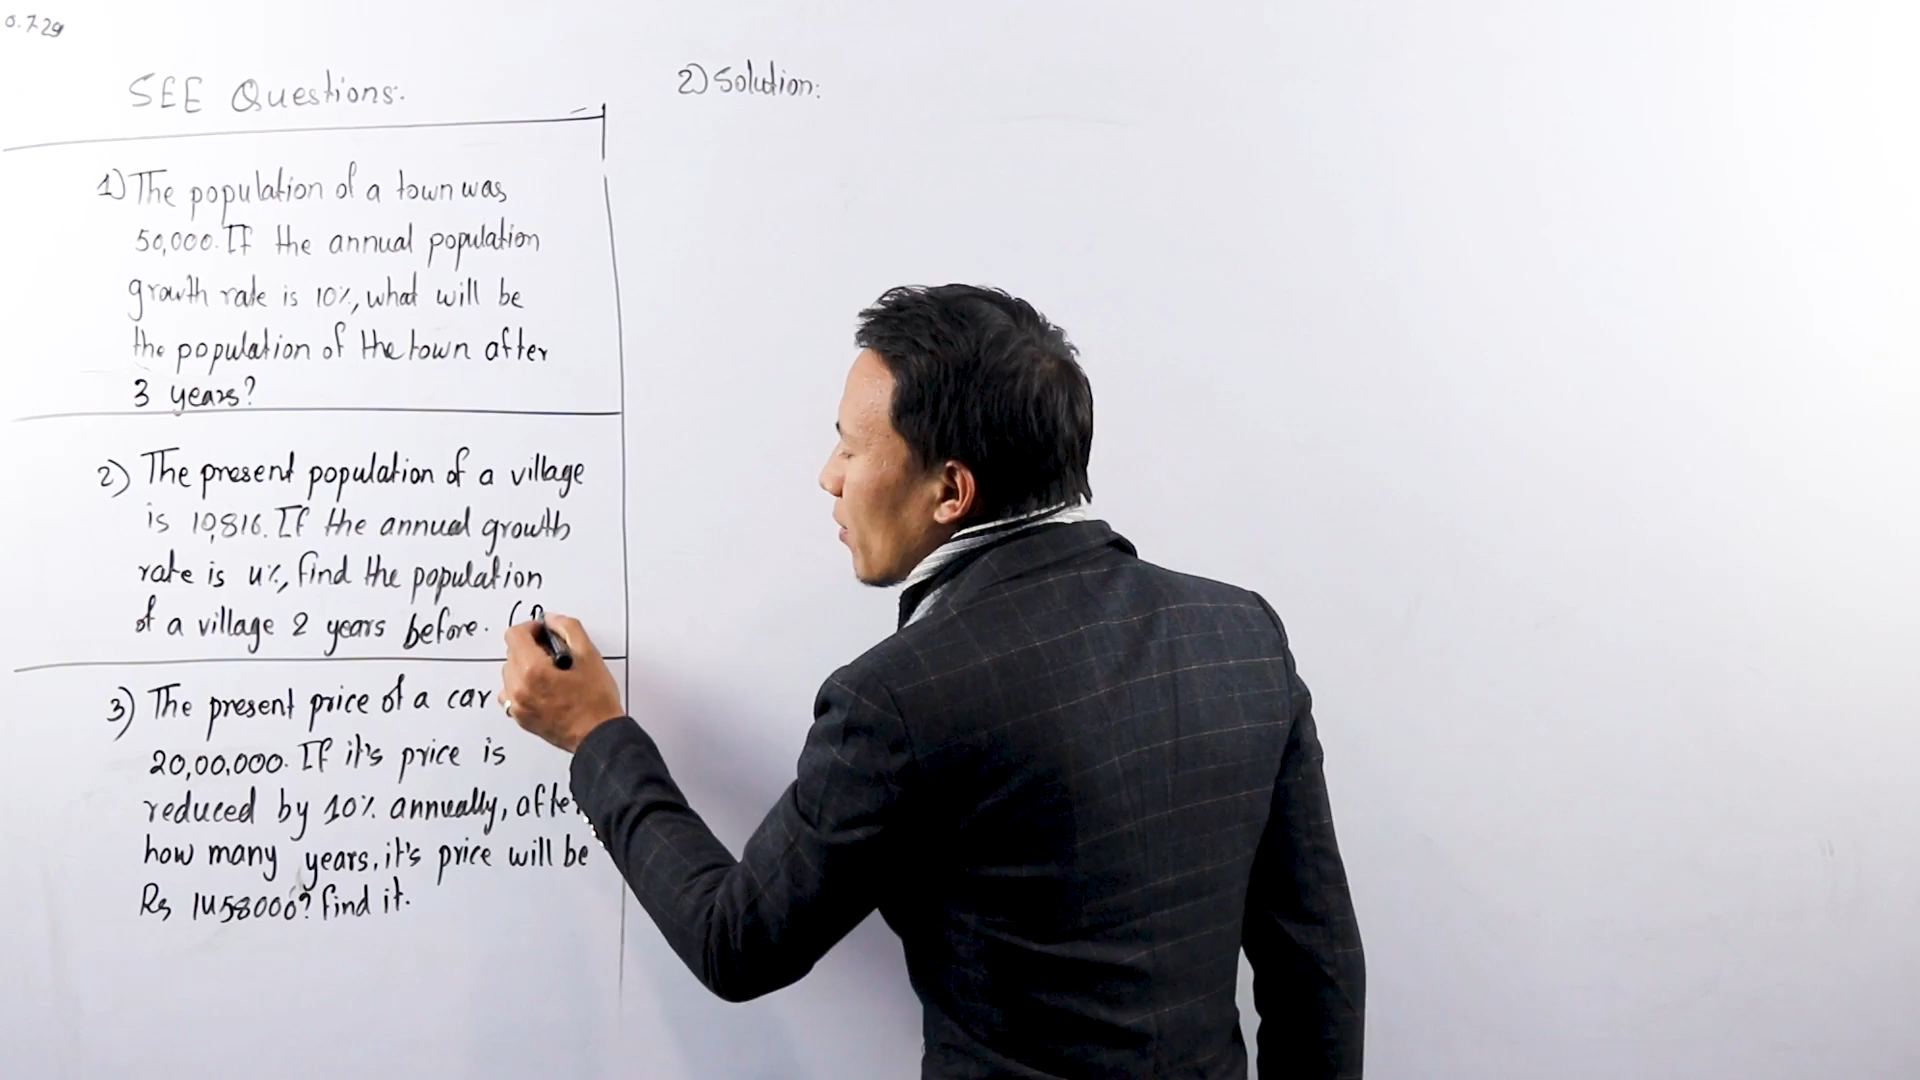 0.729
SEE Questions.
1) The population of a town was
50,000. If the annual population
growth rate is 10%, what will be
the population of the town after
3 years?
2) The present population of a village
is 10,816. If the annual growth
rate is 4%, find the population
of a village 2 years before. (
3) The present price of a car
20,00,000. If it's price is
reduced by 10% annually, after
how many years, it's price will be
Rs 1458000? find it.
2) Solution: